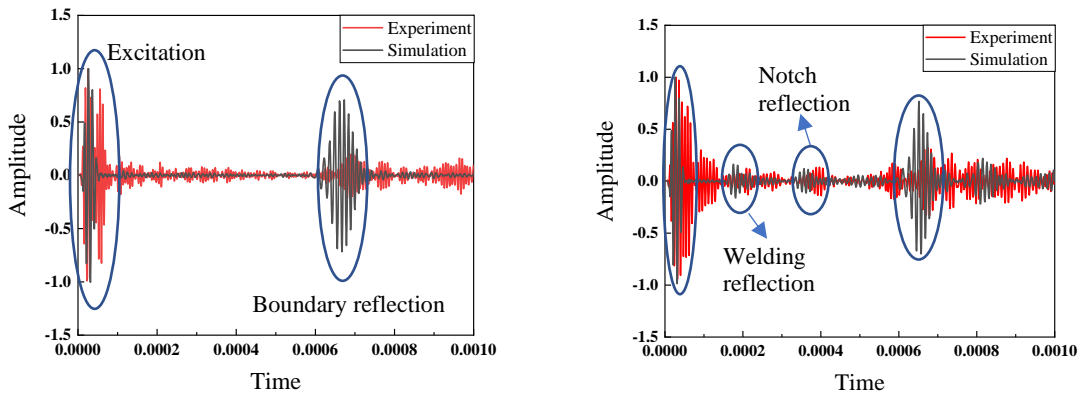 1.5
1.0
0.5
0.0
-0.5
-1.0
-1.5
Amplitude
Experiment
Simulation
Excitation
Boundary reflection
0.0000 0.0002 0.0004 0.0006 0.0008 0.0010
Time
1.5
1.0
0.5
0.0
-0.5
-1.0
-1.5
Amplitude
Experiment
Simulation
Notch
reflection
Welding
reflection
0.0000 0.0002 0.0004 0.0006 0.0008 0.0010
Time